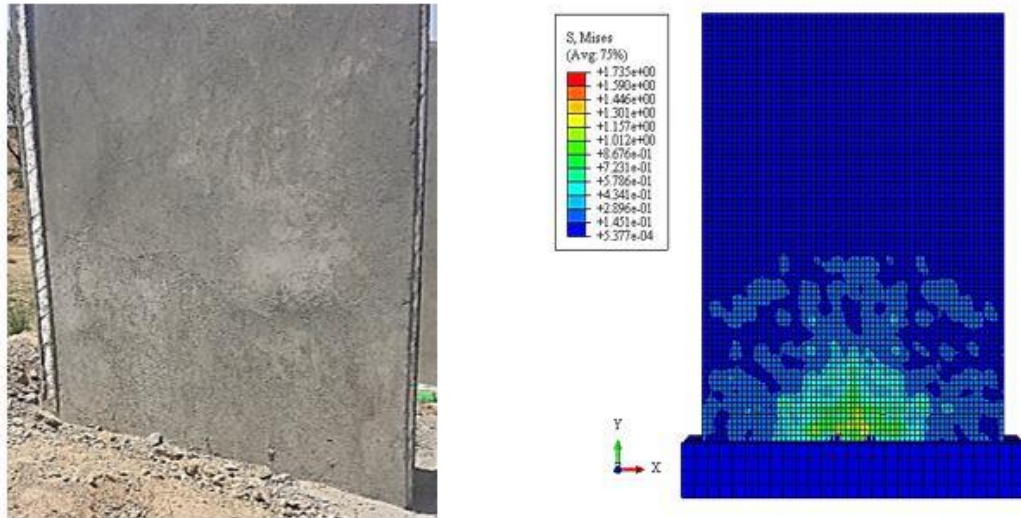 S, Mises
(Avg: 75%)
+1.735e+00
+1.590e+00
+1.446e+00
+1.301e+00
+1.157e+00
+1.012e+00
+8.676e-01
+7.231e-01
+5.786e-01
+4.341e-01
+2.896e-01
+1.451e-01
+5.377e-04
Y
X